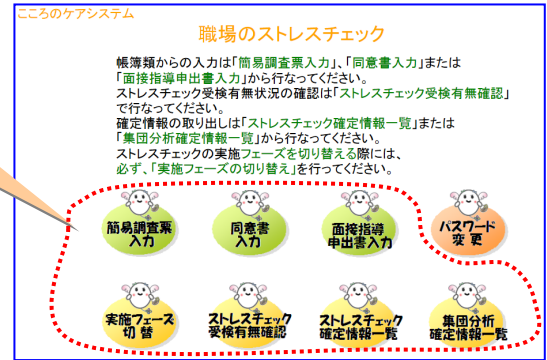 こころのケアシステム
職場のストレスチェック
帳簿類からの入力は「簡易調査票入力」、「同意書入力」または
「面接指導申出書入力」から行なってください。
ストレスチェック受検有無状況の確認は「ストレスチェック受検有無確認」
で行なってください。
確定情報の取り出しは「ストレスチェック確定情報一覧」または
「集団分析確定情報一覧」から行なってください。
ストレスチェックの実施フェーズを切り替える際には、
必ず、「実施フェーズの切り替え」を行ってください。
簡易調査票
入力
同意書
入力
面接指導
申出書入力
パスワード
変 更
実施フェーズ
切 替
ストレスチェック
受検有無確認
ストレスチェック
確定情報一覧
集団分析
確定情報一覧